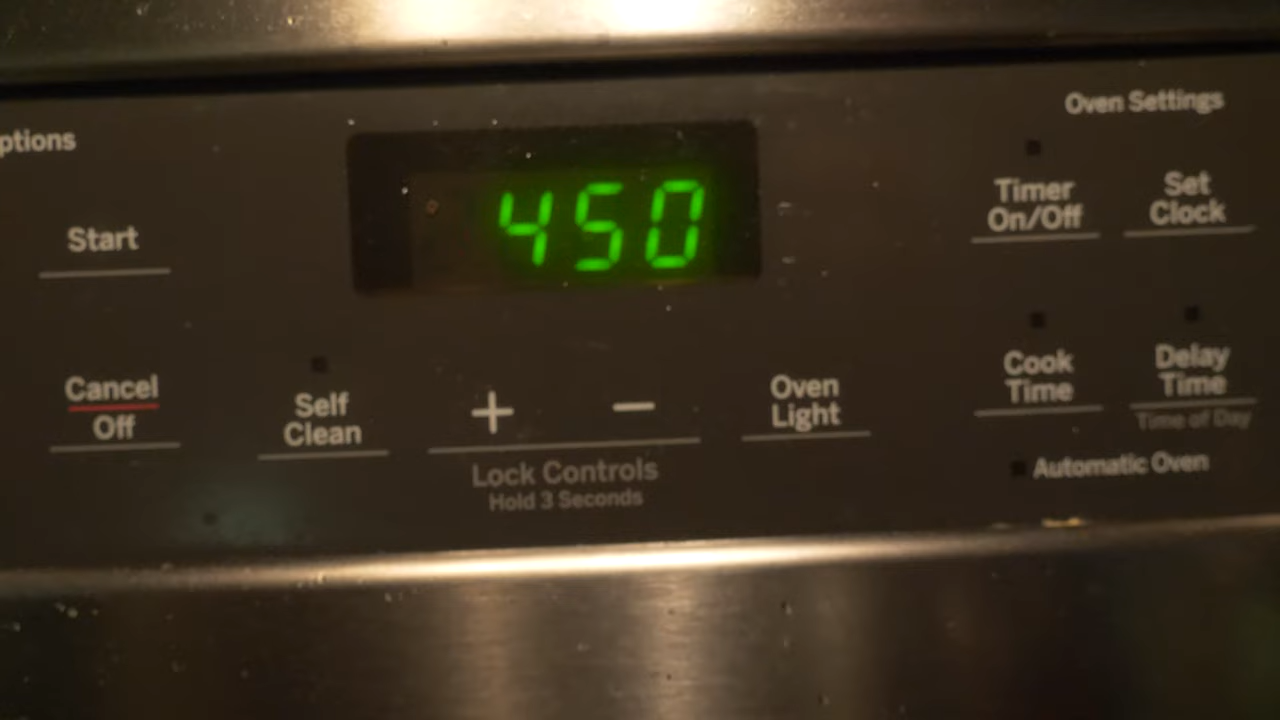 ptions
Oven Settings
450
Start
Timer
On/Off
Set
Clock
Cancel
Off
Self
Clean
+
−
Lock Controls
Hold 3 Seconds
Oven
Light
Cook
Time
Delay
Time
Time of Day
Automatic Oven